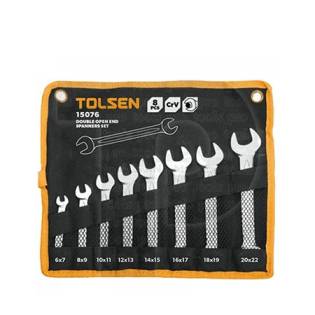 TOLSEN
15076
DOUBLE OPEN END
SPANNERS SET
8
PCS
CrV
6x7 8x9 10x11 12x13 14x15 16x17 18x19 20x22